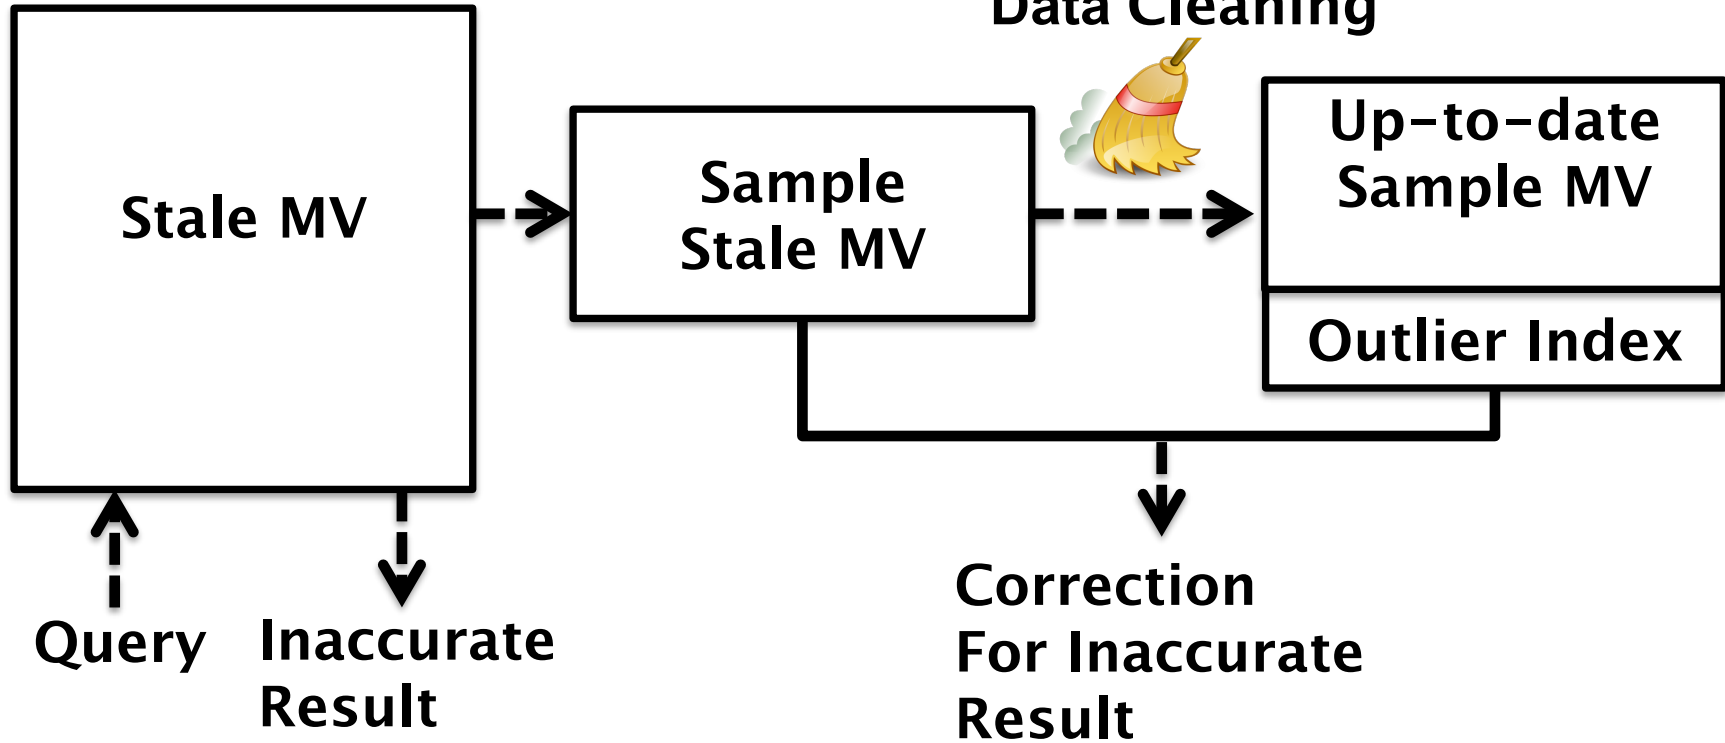 Data Cleaning
Stale MV
Sample
Stale MV
Up-to-date
Sample MV
Outlier Index
Query
Inaccurate
Result
Correction
For Inaccurate
Result